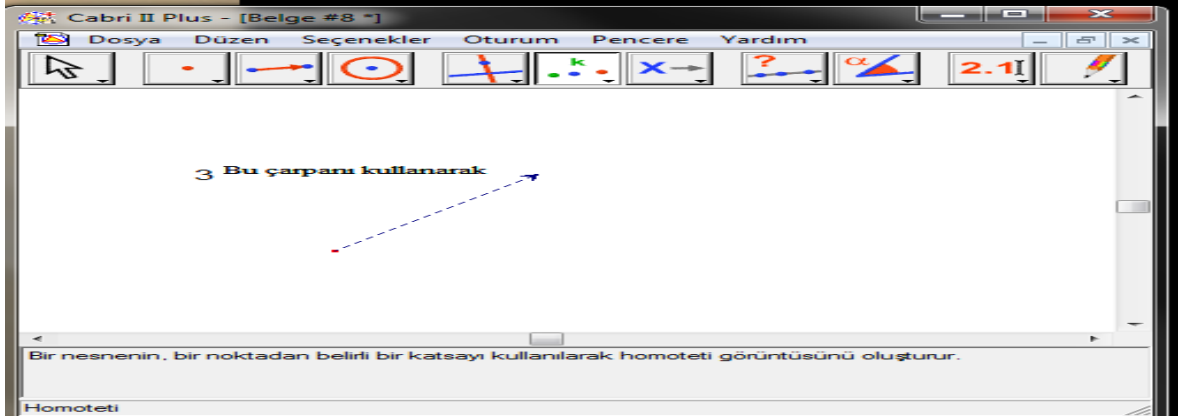 Cabri II Plus - [Belge #8 *]
Dosya Düzen Seçenekler Oturum Pencere Yardım
k X ? α 2.1
3 Bu çarpanı kullanarak
Bir nesnenin, bir noktadan belirli bir katsayı kullanılarak homoteti görüntüsünü oluşturur.
Homoteti